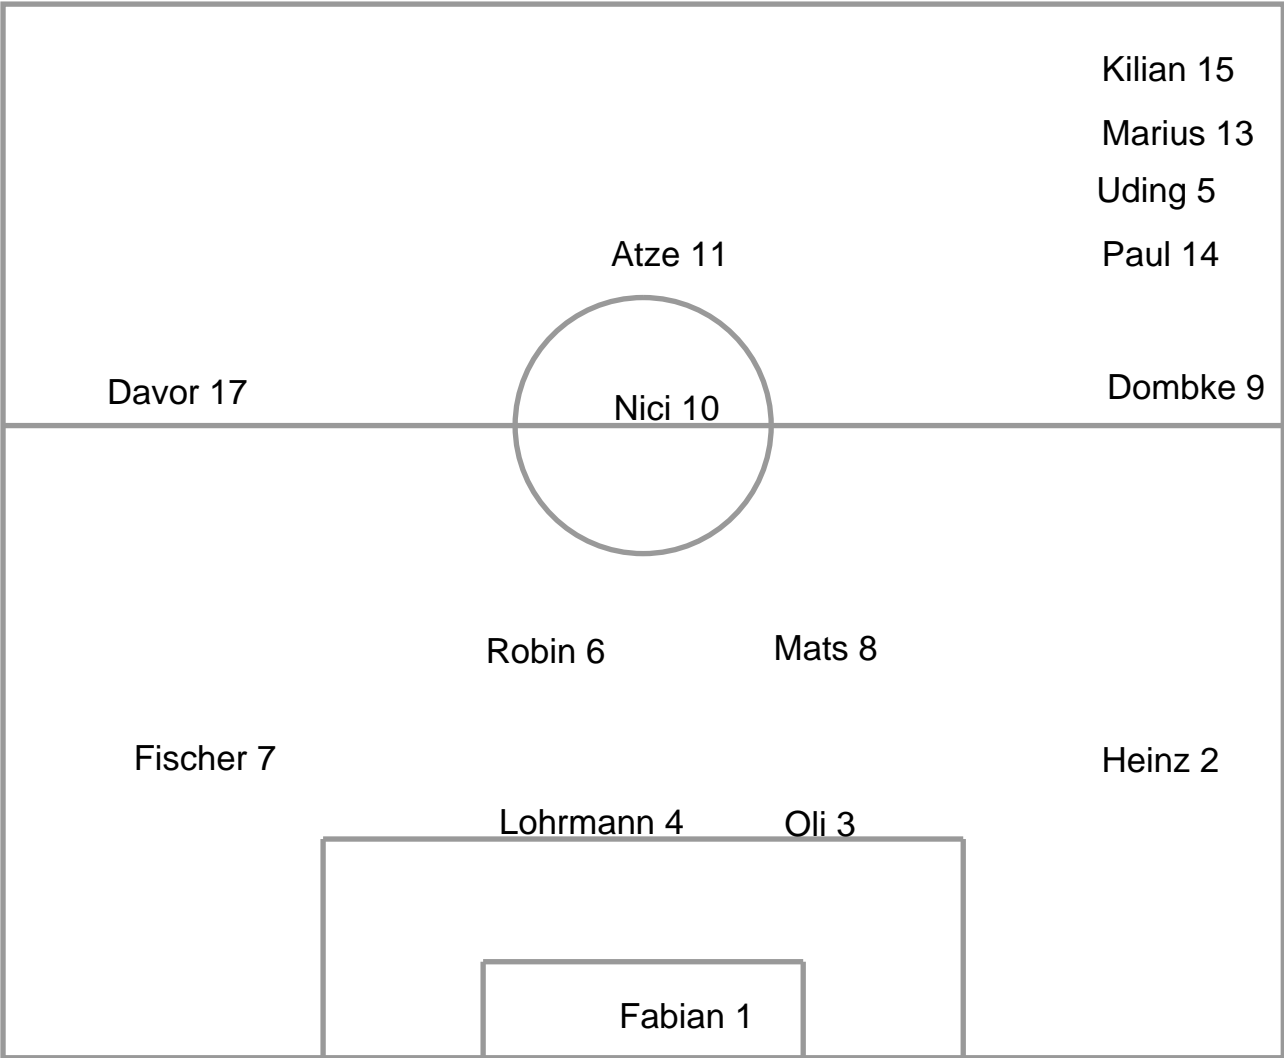 Kilian 15
Marius 13
Uding 5
Atze 11
Paul 14
Davor 17
Nici 10
Dombke 9
Robin 6
Mats 8
Fischer 7
Heinz 2
Lohrmann 4
Oli 3
Fabian 1